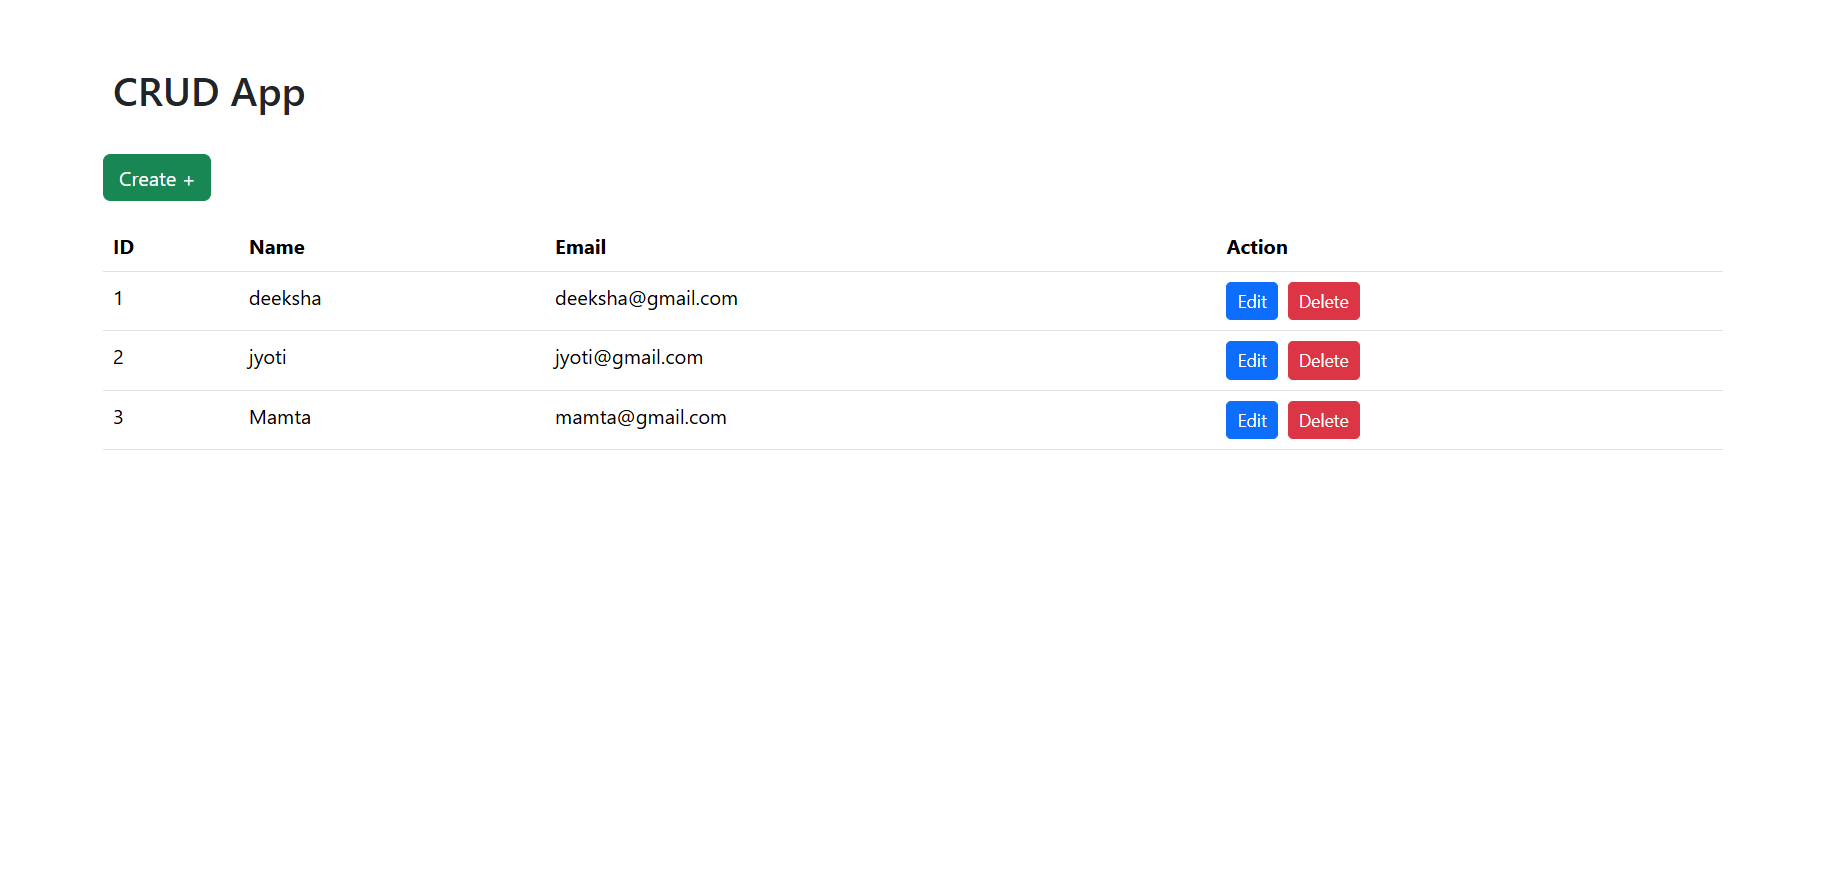 CRUD App
Create +
ID Name Email Action
1 deeksha deeksha@gmail.com Edit Delete
2 jyoti jyoti@gmail.com Edit Delete
3 Mamta mamta@gmail.com Edit Delete